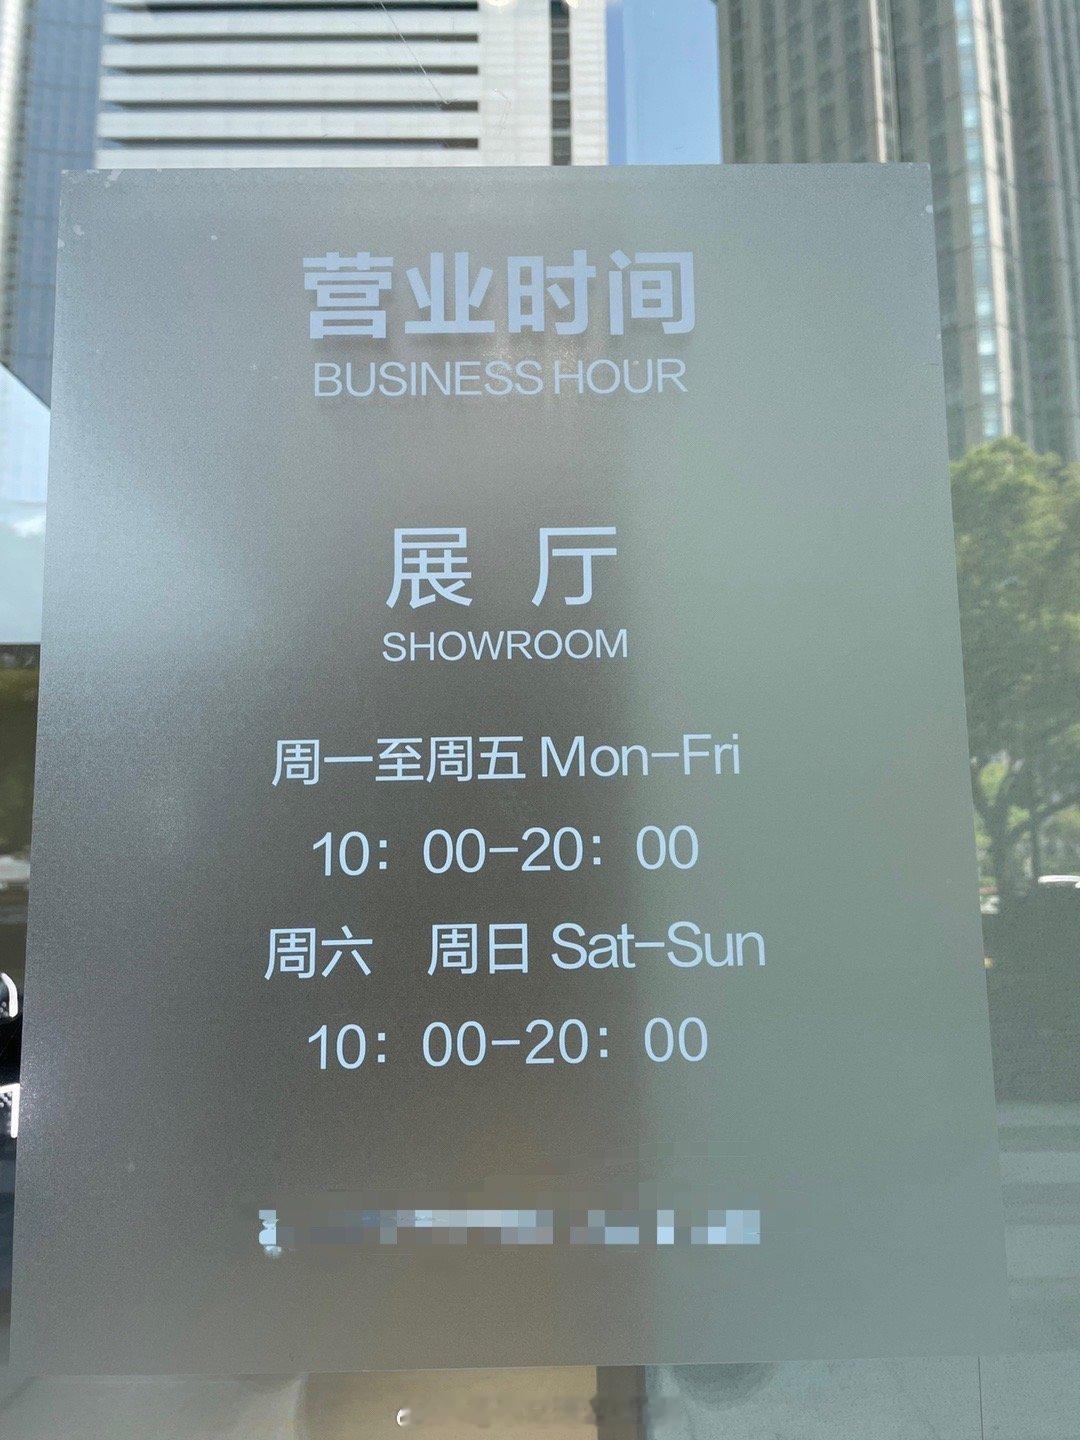 营业时间
BUSINESS HOUR
展 厅
SHOWROOM
周一至周五 Mon-Fri
10：00-20：00
周六 周日 Sat-Sun
10：00-20：00